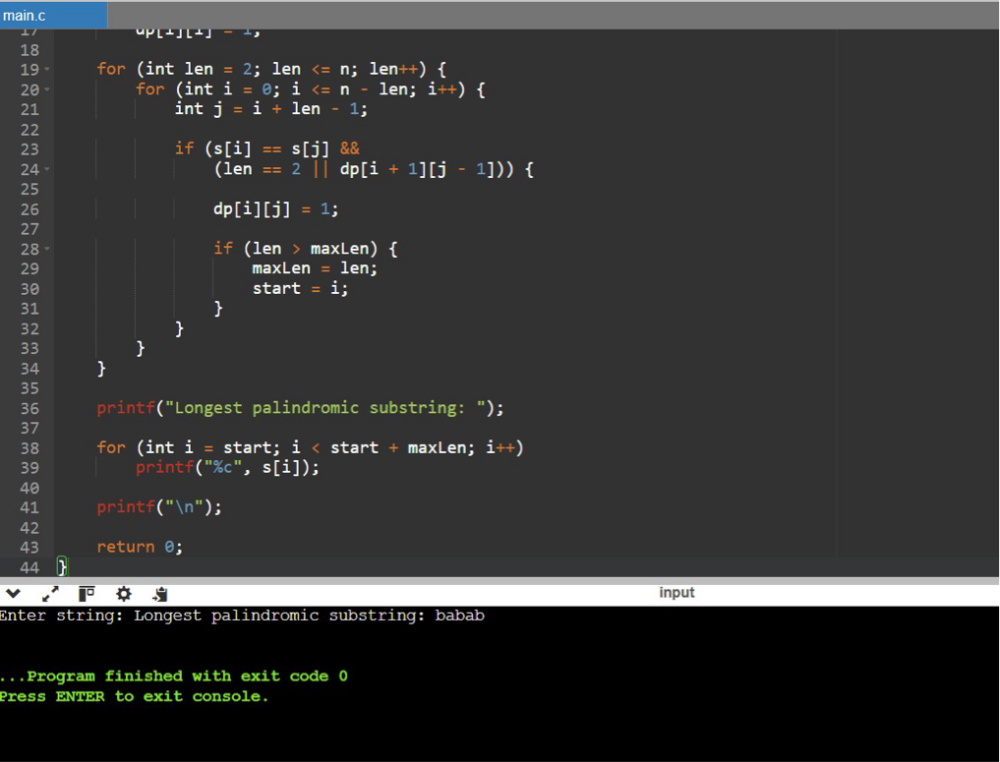 main.c
17 dp[i][i] = 1;
18
19 for (int len = 2; len <= n; len++) {
20 for (int i = 0; i <= n - len; i++) {
21 int j = i + len - 1;
22
23 if (s[i] == s[j] &&
24 (len == 2 || dp[i + 1][j - 1])) {
25
26 dp[i][j] = 1;
27
28 if (len > maxLen) {
29 maxLen = len;
30 start = i;
31 }
32 }
33 }
34 }
35
36 printf("Longest palindromic substring: ");
37
38 for (int i = start; i < start + maxLen; i++)
39 printf("%c", s[i]);
40
41 printf("\n");
42
43 return 0;
44 }
input
Enter string: Longest palindromic substring: babab
...Program finished with exit code 0
Press ENTER to exit console.